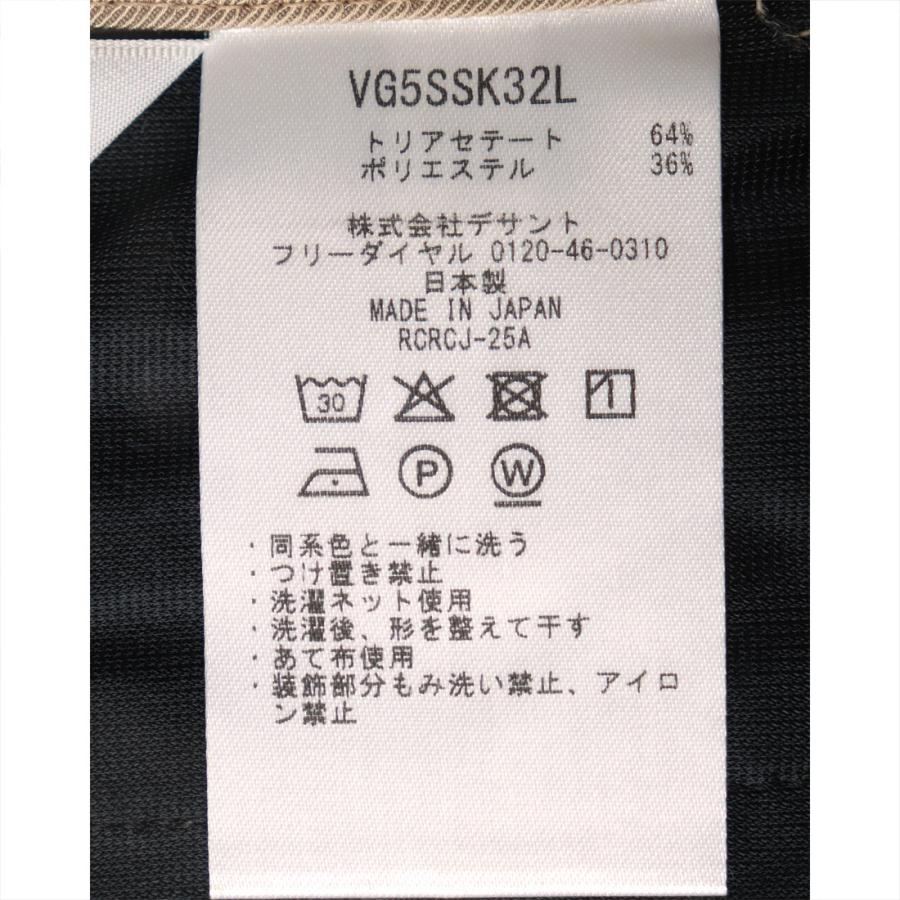 VG5SSK32L
トリアセテート 64%
ポリエステル 36%
株式会社デサント
フリーダイヤル 0120-46-0310
日本製
MADE IN JAPAN
RCRCJ-25A
30
P W
・同系色と一緒に洗う
・つけ置き禁止
・洗濯ネット使用
・洗濯後、形を整えて干す
・あて布使用
・装飾部分もみ洗い禁止、アイロ
ン禁止